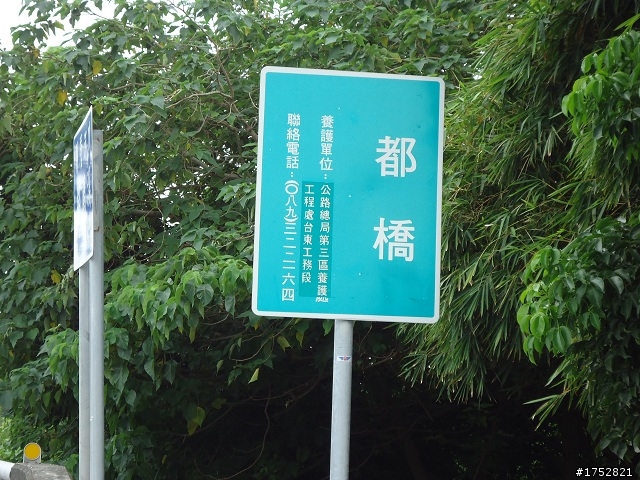 都橋
養護單位：公路總局第三區養護
工程處台東工務段
聯絡電話：(〇八九)三二二二六四
#1752821